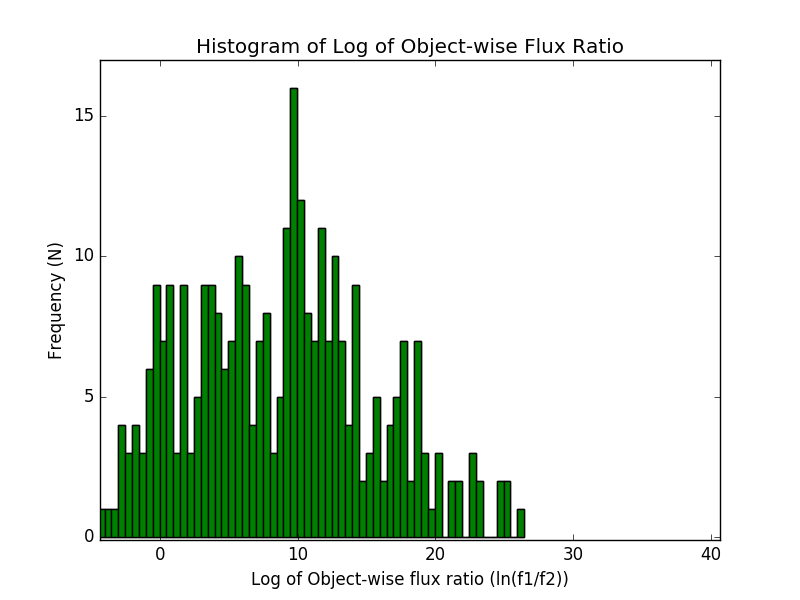 Histogram of Log of Object-wise Flux Ratio
15
10
5
0
Frequency (N)
0 10 20 30 40
Log of Object-wise flux ratio (ln(f1/f2))